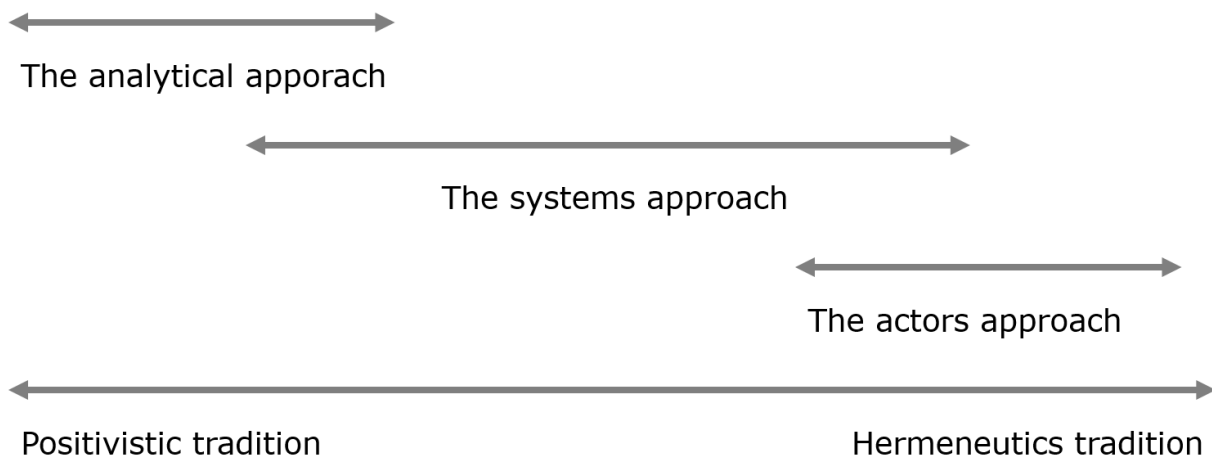 The analytical apporach
The systems approach
The actors approach
Positivistic tradition Hermeneutics tradition